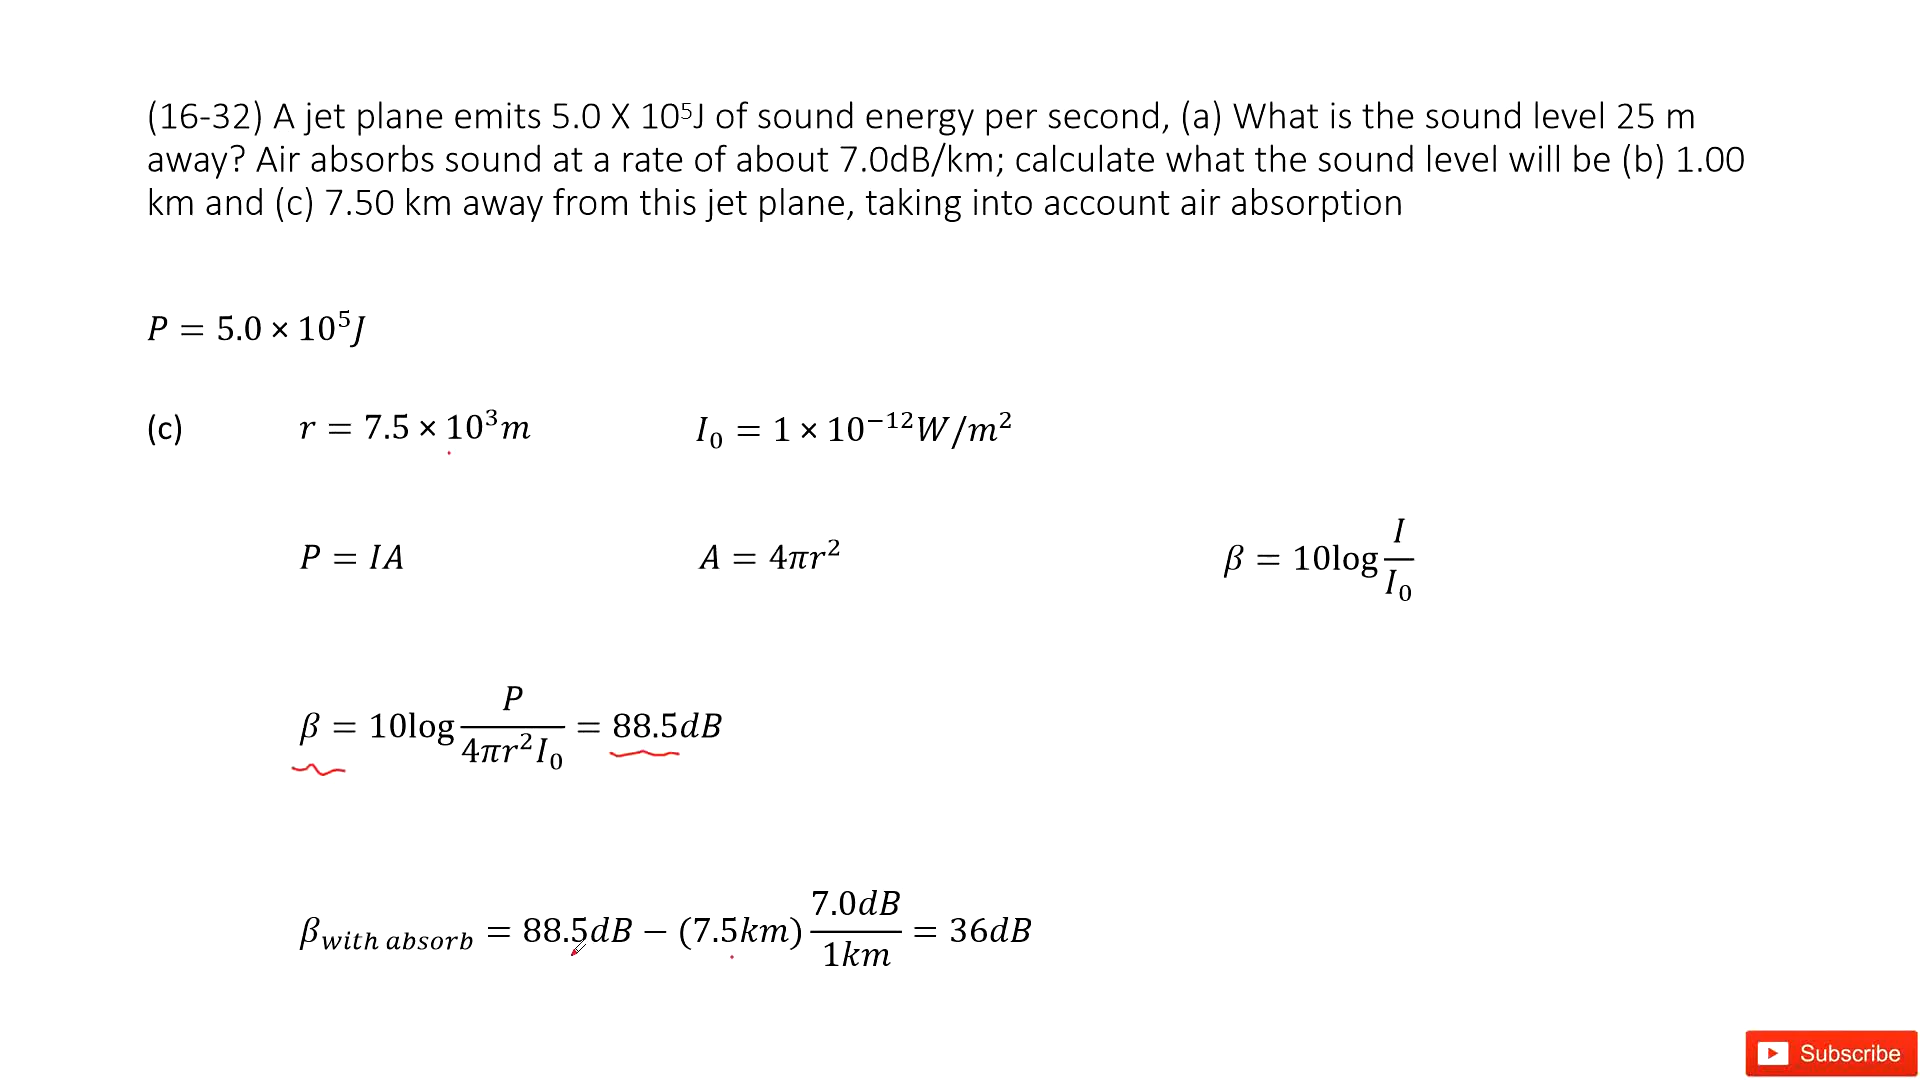 (16-32) A jet plane emits 5.0 X 10⁵J of sound energy per second, (a) What is the sound level 25 m
away? Air absorbs sound at a rate of about 7.0dB/km; calculate what the sound level will be (b) 1.00
km and (c) 7.50 km away from this jet plane, taking into account air absorption
P = 5.0 × 10⁵J
(c) r = 7.5 × 10³m I₀ = 1 × 10⁻¹²W/m²
P = IA A = 4πr² β = 10log I/I₀
β = 10log P/4πr²I₀ = 88.5dB
β with absorb = 88.5dB − (7.5km) 7.0dB/1km = 36dB
Subscribe